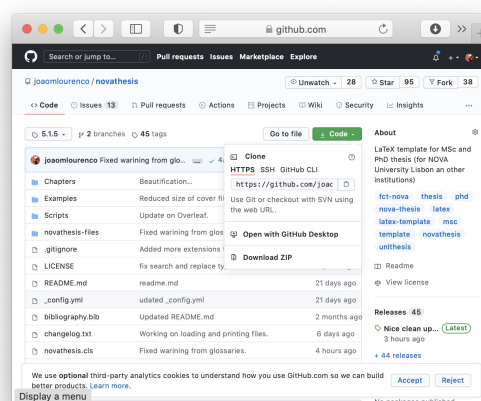 github.com
Search or jump to... / Pull requests Issues Marketplace Explore
joaomlourenco / novathesis
Unwatch 28 Star 95 Fork 38
Code Issues 13 Pull requests Actions Projects Wiki Security Insights ...
5.1.5 2 branches 45 tags Go to file Code
About
LaTeX template for MSc and
PhD thesis (for NOVA
University Lisbon an other
institutions)
fct-nova thesis phd
nova-thesis latex
latex-template msc
template novathesis
unlthesis
Readme
View license
Releases 45
Nice clean up... Latest
3 hours ago
+ 44 releases
joaomlourenco Fixed warining from glo...
Chapters Beautification...
Examples Reduced size of cover fil
Scripts Update on Overleaf.
novathesis-files Fixed warining from glos
.gitignore Added more extensions
LICENSE fix search and replace ty
README.md readme.md 21 days ago
_config.yml udated _config.yml 21 days ago
bibliography.bib Updated README.md 2 months ago
changelog.txt Working on loading and printing files. 6 days ago
novathesis.cls Fixed warining from glossaries. 4 hours ago
Clone
HTTPS SSH GitHub CLI
https://github.com/joac
Use Git or checkout with SVN using
the web URL.
Open with GitHub Desktop
Download ZIP
We use optional third-party analytics cookies to understand how you use GitHub.com so we can build
better products. Learn more.
Accept Reject
Display a menu